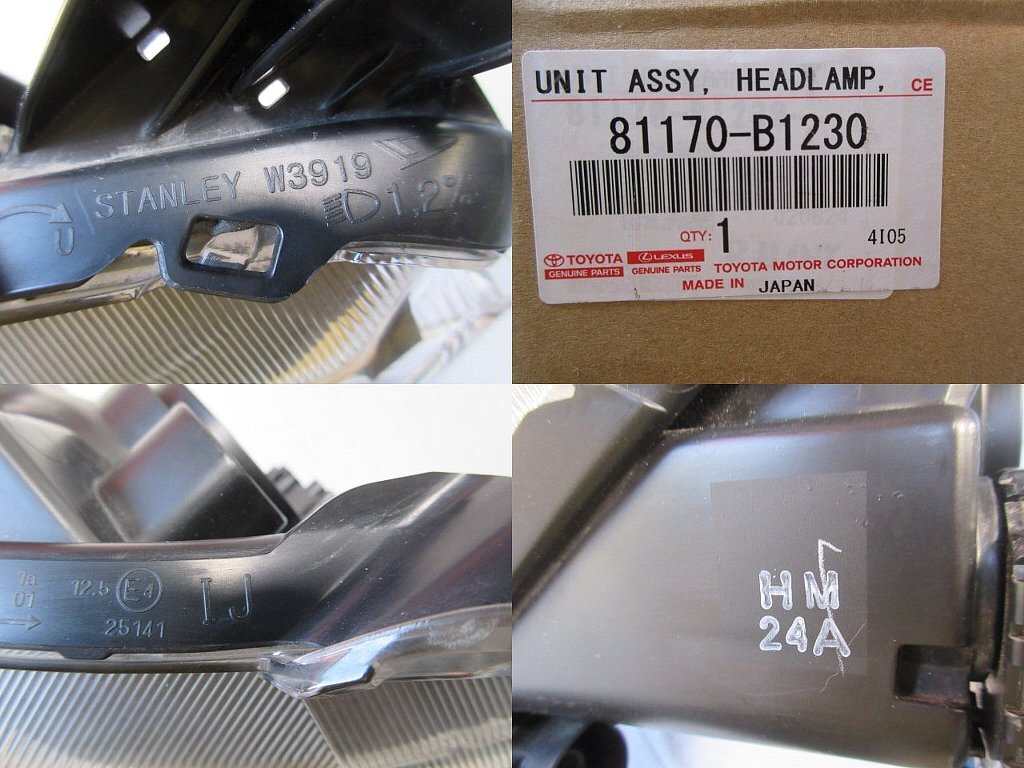 STANLEY W3919
1,2%
UNIT ASSY, HEADLAMP, CE
81170-B1230
QTY: 1
4I05
TOYOTA LEXUS
GENUINE PARTS GENUINE PARTS TOYOTA MOTOR CORPORATION
MADE IN JAPAN
1a 12.5 E4 IJ
01 25141
HM
24A